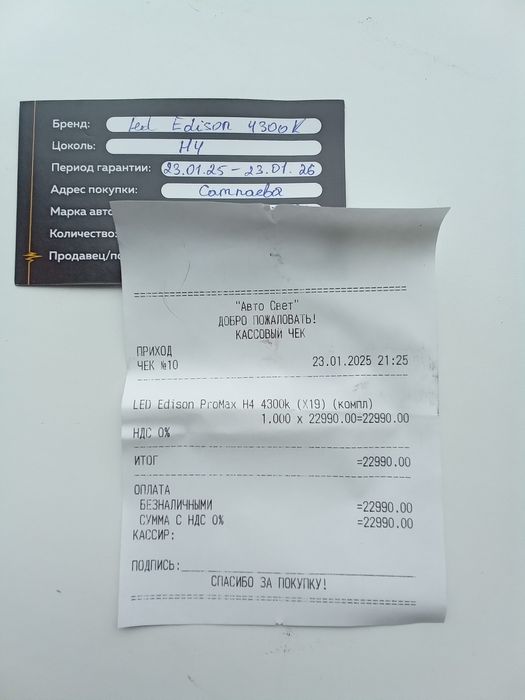 Бренд: Led Edison 4300K
Цоколь: H4
Период гарантии: 23.01.25 - 23.01.26
Адрес покупки: Сатпаева
Марка авто
Количество:
Продавец/по
================================================
"Авто Свет"
ДОБРО ПОЖАЛОВАТЬ!
КАССОВЫЙ ЧЕК
ПРИХОД
ЧЕК №10 23.01.2025 21:25
------------------------------------------------
LED Edison ProMax H4 4300k (X19) (компл)
1.000 x 22990.00=22990.00
НДС 0%
------------------------------------------------
ИТОГ =22990.00
------------------------------------------------
ОПЛАТА
БЕЗНАЛИЧНЫМИ =22990.00
СУММА С НДС 0% =22990.00
КАССИР:
ПОДПИСЬ:________________________
СПАСИБО ЗА ПОКУПКУ!
================================================